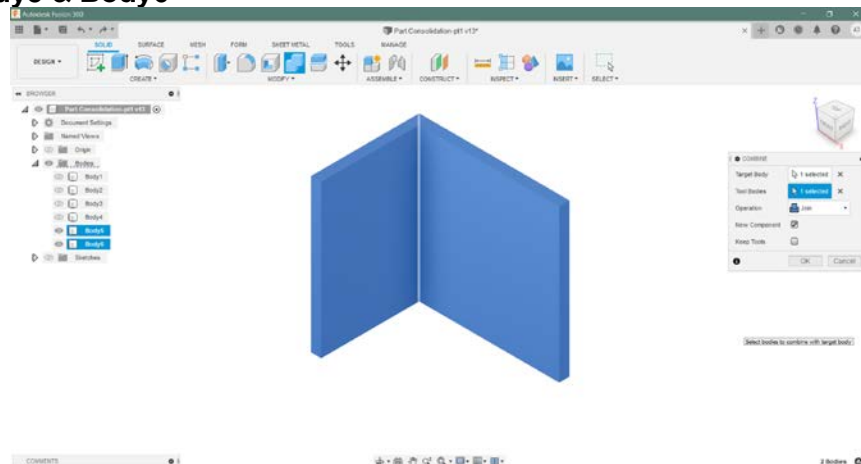 Body5 & Body6
Autodesk Fusion 360
Part Consolidation pt1 v13*
SOLID SURFACE MESH FORM SHEET METAL TOOLS MANAGE
DESIGN
CREATE MODIFY ASSEMBLE CONSTRUCT INSPECT INSERT SELECT
BROWSER
Part Consolidation pt1 v13
Document Settings
Named Views
Origin
Bodies
Body1
Body2
Body3
Body4
Body5
Body6
Sketches
COMBINE
Target Body 1 selected
Tool Bodies 1 selected
Operation Join
New Component
Keep Tools
OK Cancel
Select bodies to combine with target body
COMMENTS
2 Bodies